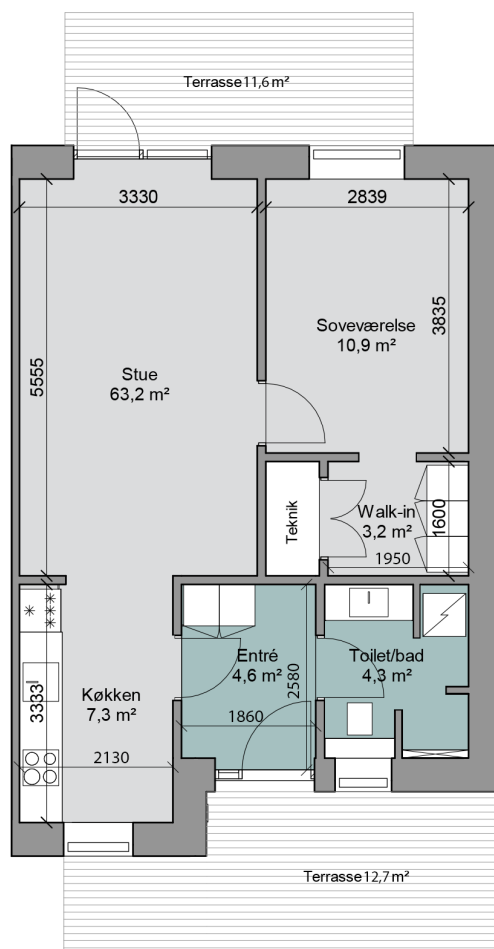 Terrasse 11,6 m²
3330
2839
5555
3835
Soveværelse
10,9 m²
Stue
63,2 m²
Teknik
Walk-in
3,2 m²
1600
1950
Entré
4,6 m²
2580
1860
Toilet/bad
4,3 m²
3333
Køkken
7,3 m²
2130
Terrasse 12,7 m²